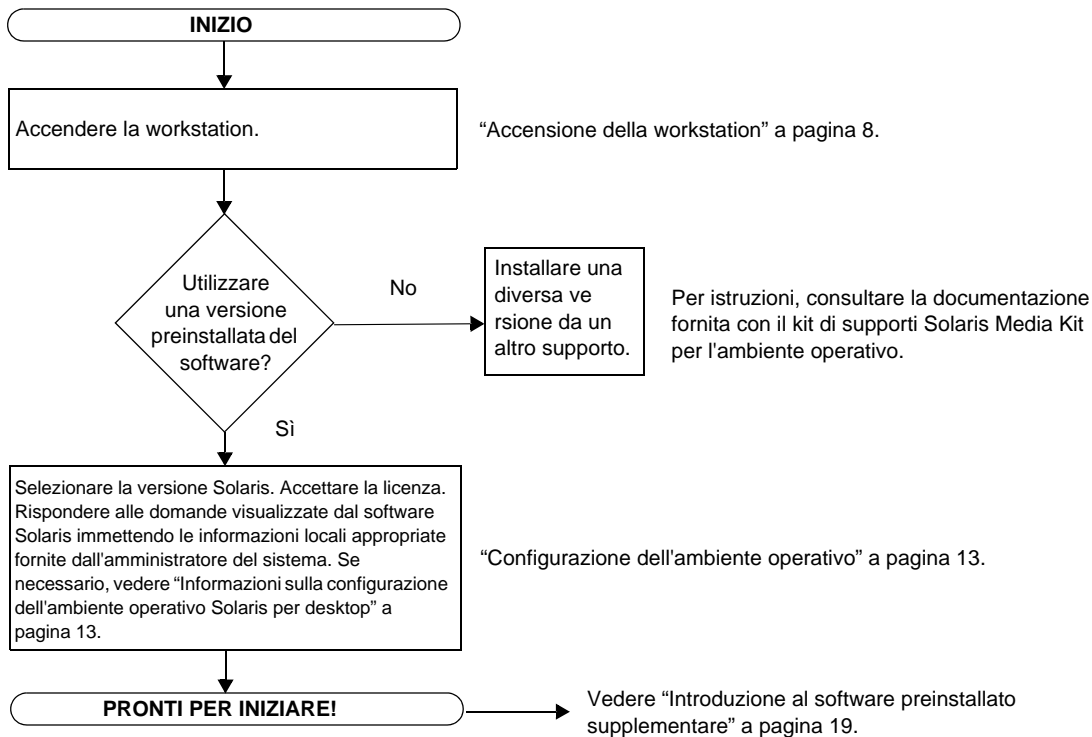 INIZIO
Accendere la workstation.
“Accensione della workstation” a pagina 8.
Utilizzare
una versione
preinstallata del
software?
No
Installare una
diversa ve
rsione da un
altro supporto.
Per istruzioni, consultare la documentazione
fornita con il kit di supporti Solaris Media Kit
per l'ambiente operativo.
Sì
Selezionare la versione Solaris. Accettare la licenza.
Rispondere alle domande visualizzate dal software
Solaris immettendo le informazioni locali appropriate
fornite dall'amministratore del sistema. Se
necessario, vedere “Informazioni sulla configurazione
dell'ambiente operativo Solaris per desktop” a
pagina 13.
“Configurazione dell'ambiente operativo” a pagina 13.
PRONTI PER INIZIARE!
Vedere “Introduzione al software preinstallato
supplementare” a pagina 19.